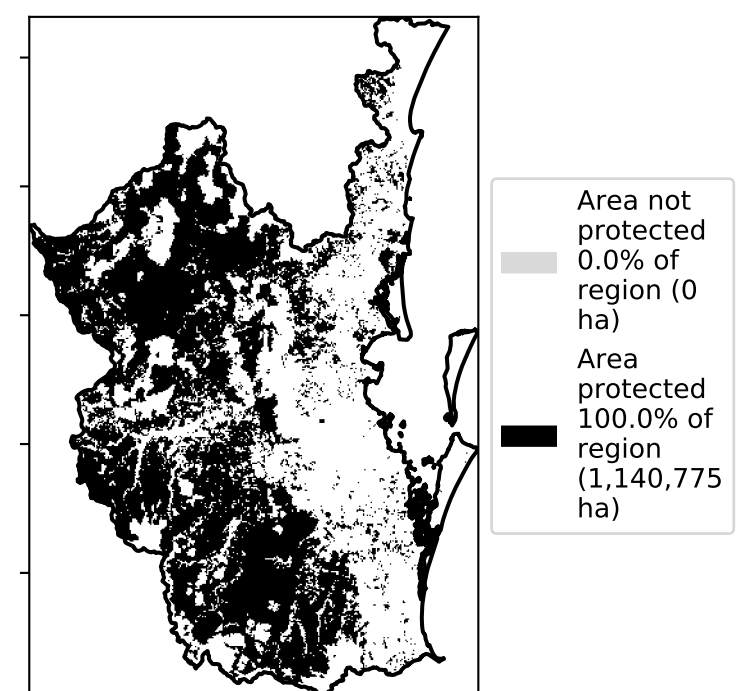 Area not
protected
0.0% of
region (0
ha)
Area
protected
100.0% of
region
(1,140,775
ha)